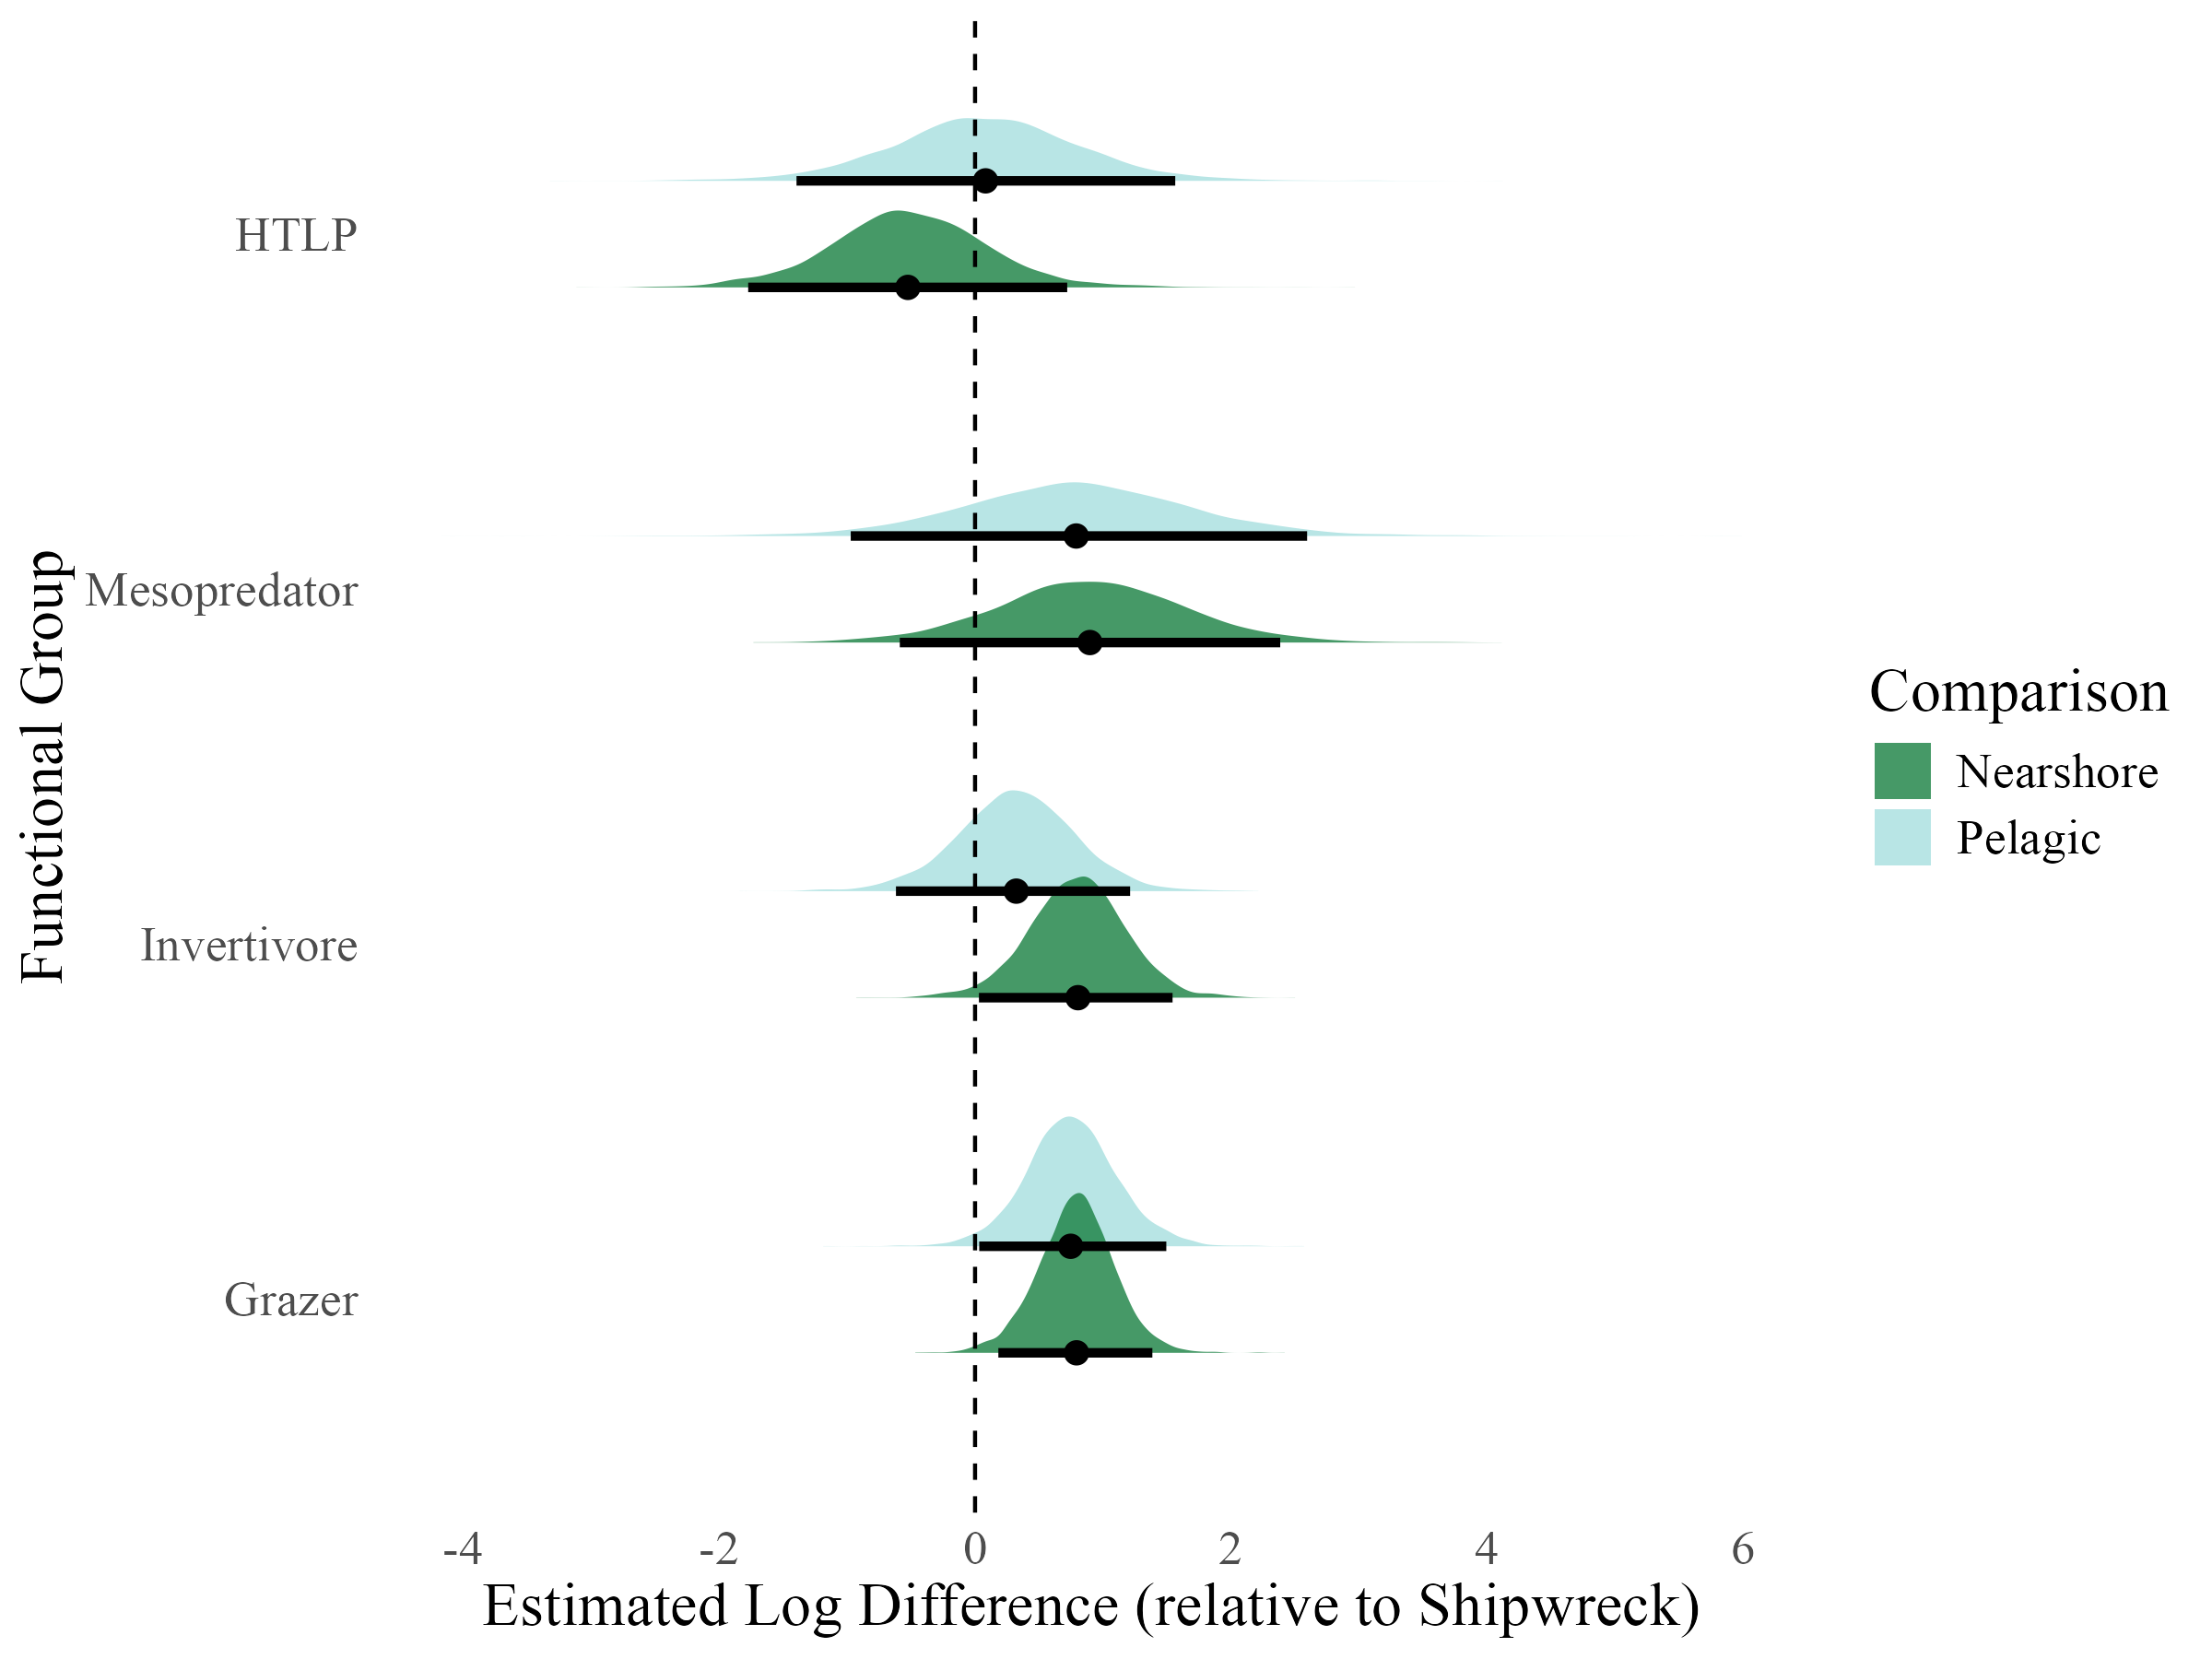 HTLP
Mesopredator
Invertivore
Grazer
Functional Group
-4 -2 0 2 4 6
Estimated Log Difference (relative to Shipwreck)
Comparison
Nearshore
Pelagic